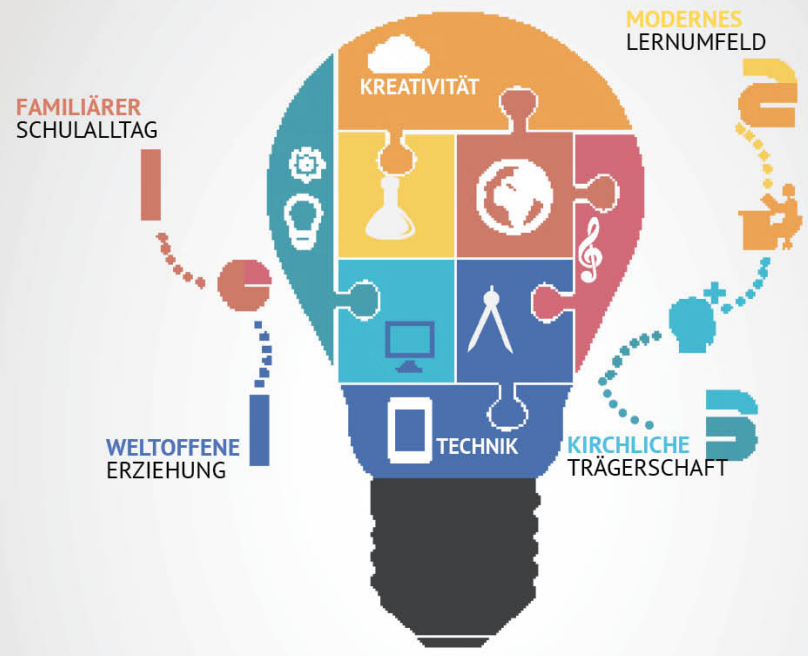 MODERNES
LERNUMFELD
KREATIVITÄT
FAMILIÄRER
SCHULALLTAG
WELTOFFENE
ERZIEHUNG
TECHNIK
KIRCHLICHE
TRÄGERSCHAFT